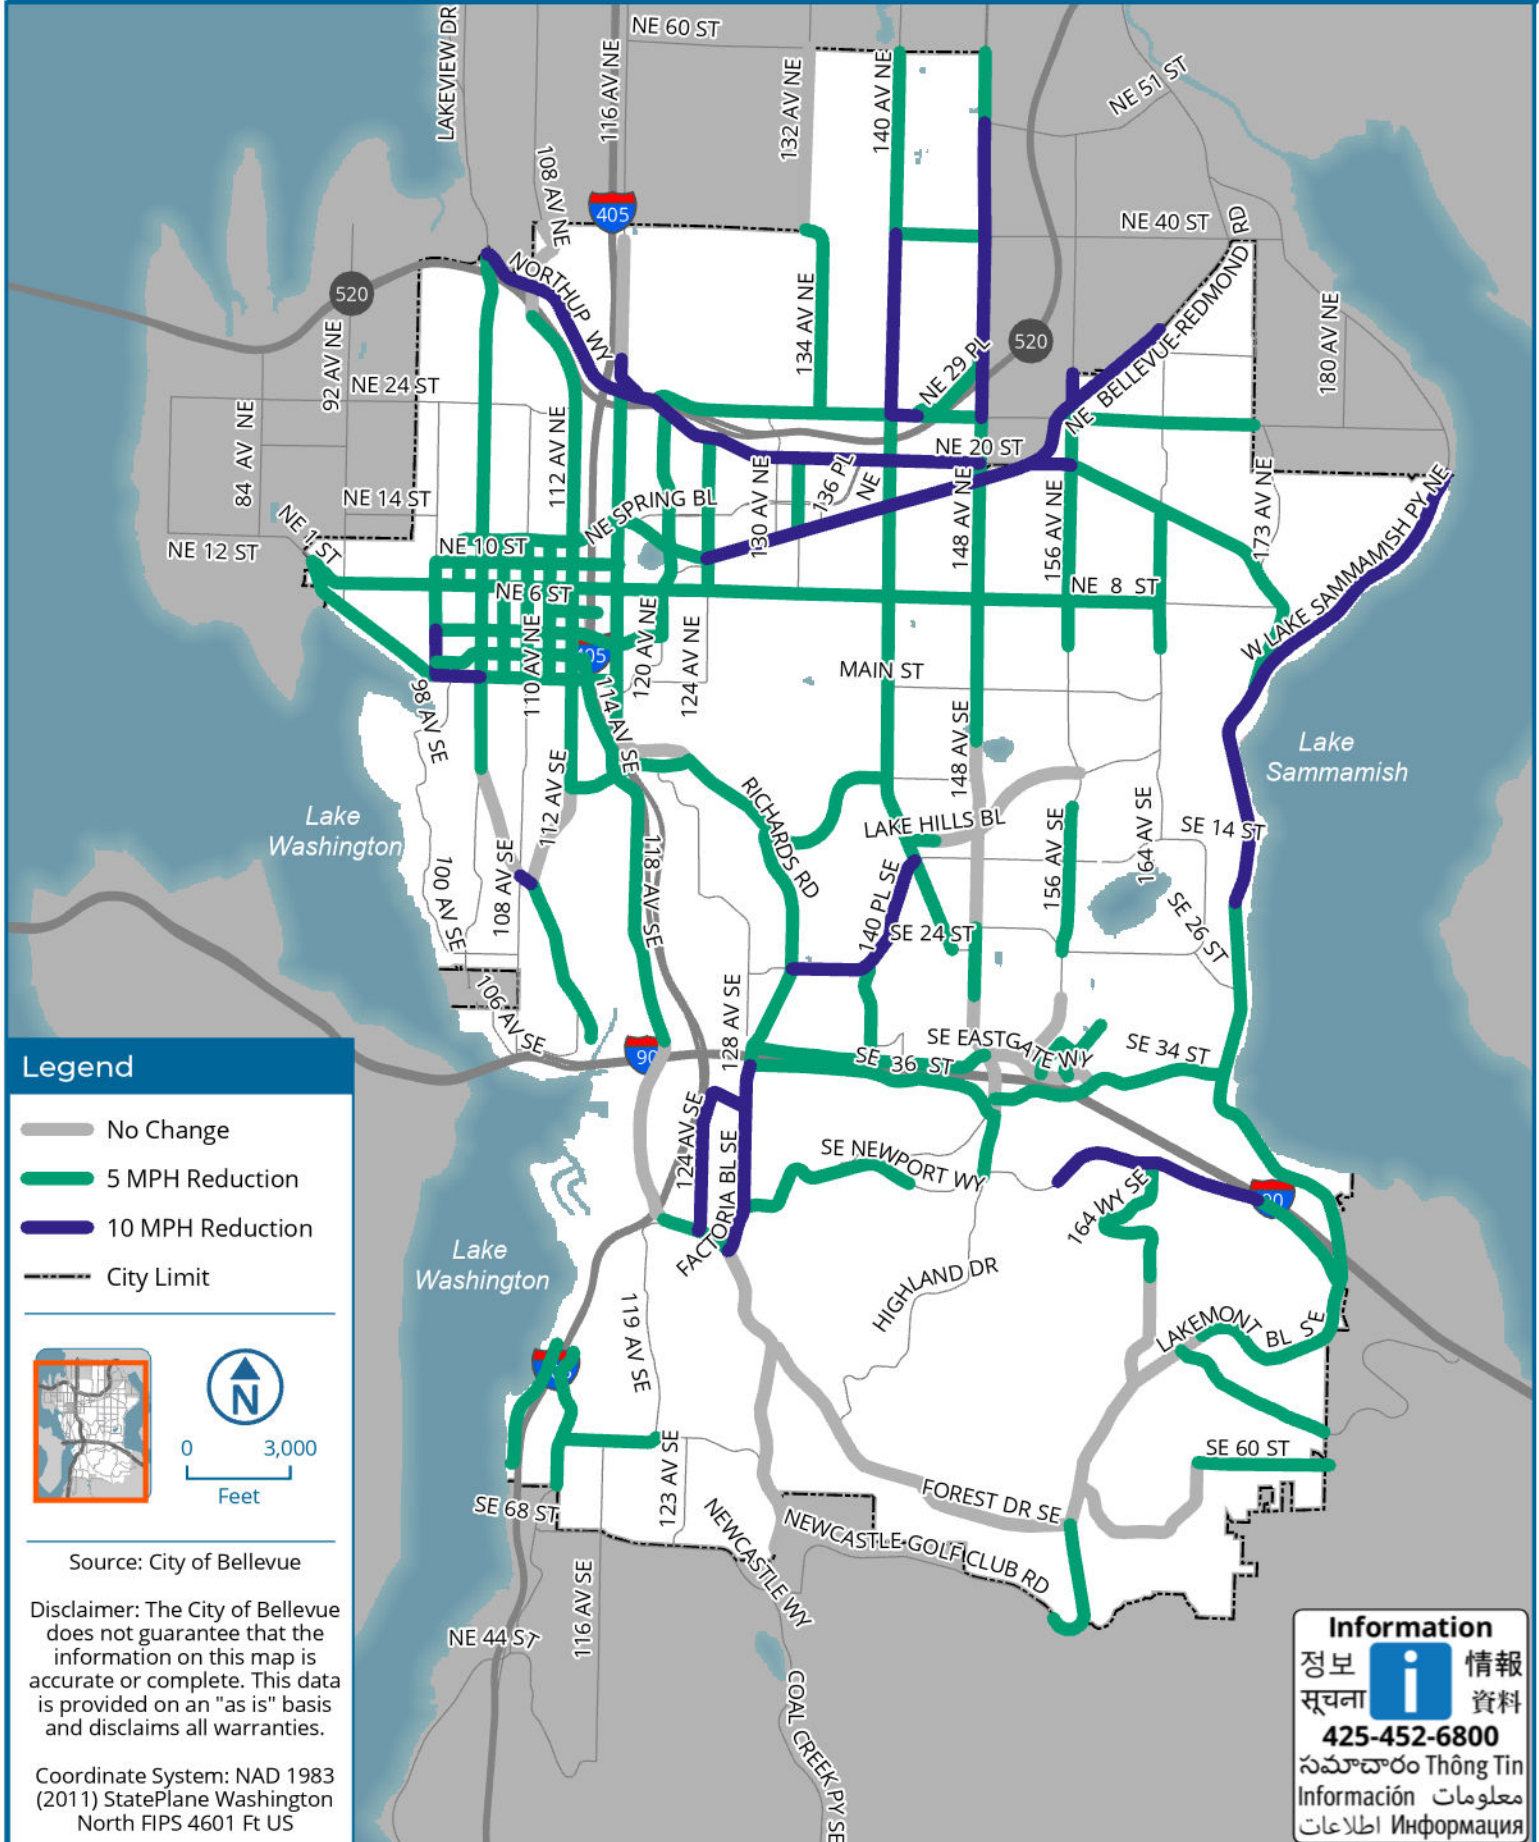 NE 60 ST
LAKEVIEW DR
116 AV NE
132 AV NE
140 AV NE
NE 51 ST
108 AV NE
405
NE 40 ST
NE BELLEVUE-REDMOND RD
NORTHUP WY
520
92 AV NE
134 AV NE
NE 29 PL
520
180 AV NE
NE 24 ST
84 AV NE
112 AV NE
NE 20 ST
NE 14 ST
NE SPRING BL
130 AV NE
136 PL NE
148 AV NE
156 AV NE
173 AV NE
W LAKE SAMMAMISH PY NE
NE 12 ST
NE 1 ST
NE 10 ST
NE 6 ST
NE 8 ST
110 AV NE
405
120 AV NE
124 AV NE
MAIN ST
98 AV SE
114 AV SE
148 AV SE
Lake
Sammamish
Lake
Washington
112 AV SE
RICHARDS RD
LAKE HILLS BL
SE 14 ST
164 AV SE
156 AV SE
100 AV SE
108 AV SE
118 AV SE
140 PL SE
SE 24 ST
SE 26 ST
106 AV SE
128 AV SE
90
SE EASTGATE WY
SE 36 ST
SE 34 ST
124 AV SE
FACTORIA BL SE
SE NEWPORT WY
164 WY SE
90
Lake
Washington
HIGHLAND DR
119 AV SE
LAKEMONT BL SE
SE 60 ST
123 AV SE
SE 68 ST
FOREST DR SE
NEWCASTLE WY
NEWCASTLE GOLF CLUB RD
116 AV SE
NE 44 ST
COAL CREEK PY SE
Legend
No Change
5 MPH Reduction
10 MPH Reduction
City Limit
N
0 3,000
Feet
Source: City of Bellevue
Disclaimer: The City of Bellevue
does not guarantee that the
information on this map is
accurate or complete. This data
is provided on an "as is" basis
and disclaims all warranties.
Coordinate System: NAD 1983
(2011) StatePlane Washington
North FIPS 4601 Ft US
Information
정보 i 情報
सूचना 資料
425-452-6800
సమాచారం Thông Tin
Información معلومات
اطلاعات Информация